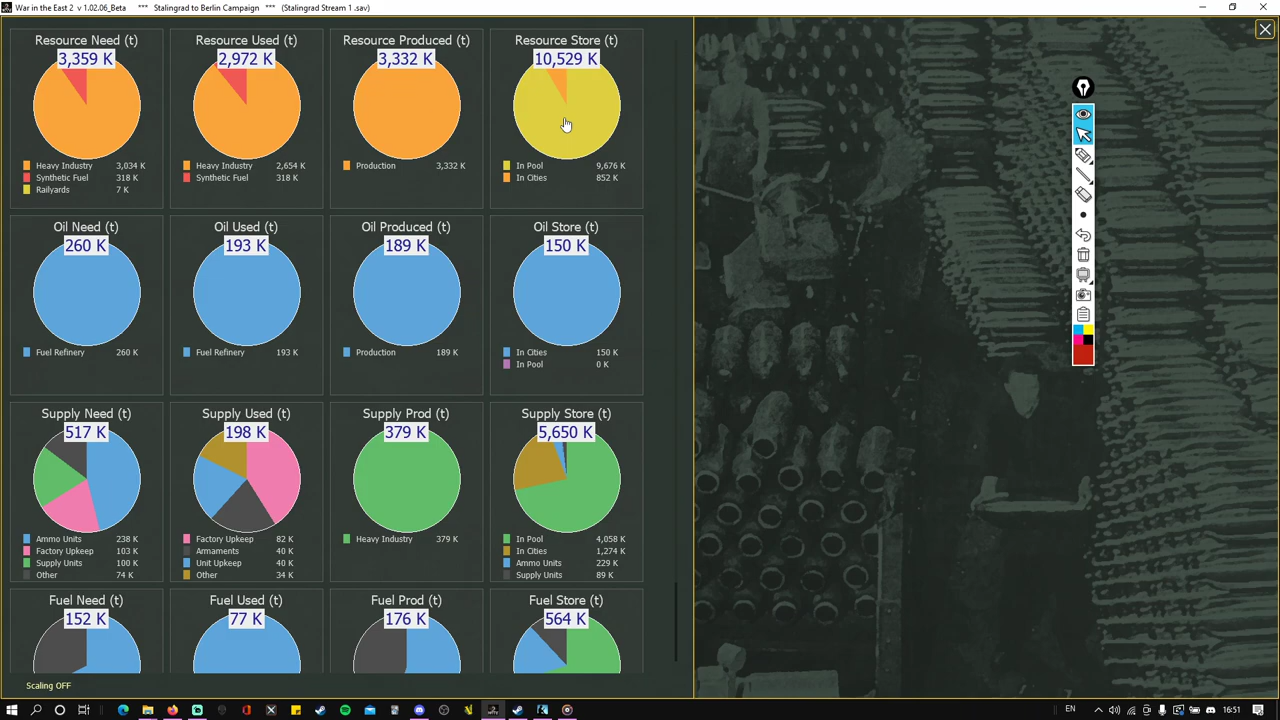 War in the East 2 v 1.02.06_Beta *** Stalingrad to Berlin Campaign *** (Stalingrad Stream 1 .sav)
Resource Need (t) Resource Used (t) Resource Produced (t) Resource Store (t)
3,359 K 2,972 K 3,332 K 10,529 K
Heavy Industry 3,034 K Heavy Industry 2,654 K Production 3,332 K In Pool 9,676 K
Synthetic Fuel 318 K Synthetic Fuel 318 K In Cities 852 K
Railyards 7 K
Oil Need (t) Oil Used (t) Oil Produced (t) Oil Store (t)
260 K 193 K 189 K 150 K
Fuel Refinery 260 K Fuel Refinery 193 K Production 189 K In Cities 150 K
In Pool 0 K
Supply Need (t) Supply Used (t) Supply Prod (t) Supply Store (t)
517 K 198 K 379 K 5,650 K
Ammo Units 238 K Factory Upkeep 82 K Heavy Industry 379 K In Pool 4,058 K
Factory Upkeep 103 K Armaments 40 K In Cities 1,274 K
Supply Units 100 K Unit Upkeep 40 K Ammo Units 229 K
Other 74 K Other 34 K Supply Units 89 K
Fuel Need (t) Fuel Used (t) Fuel Prod (t) Fuel Store (t)
152 K 77 K 176 K 564 K
Scaling OFF
EN 16:51